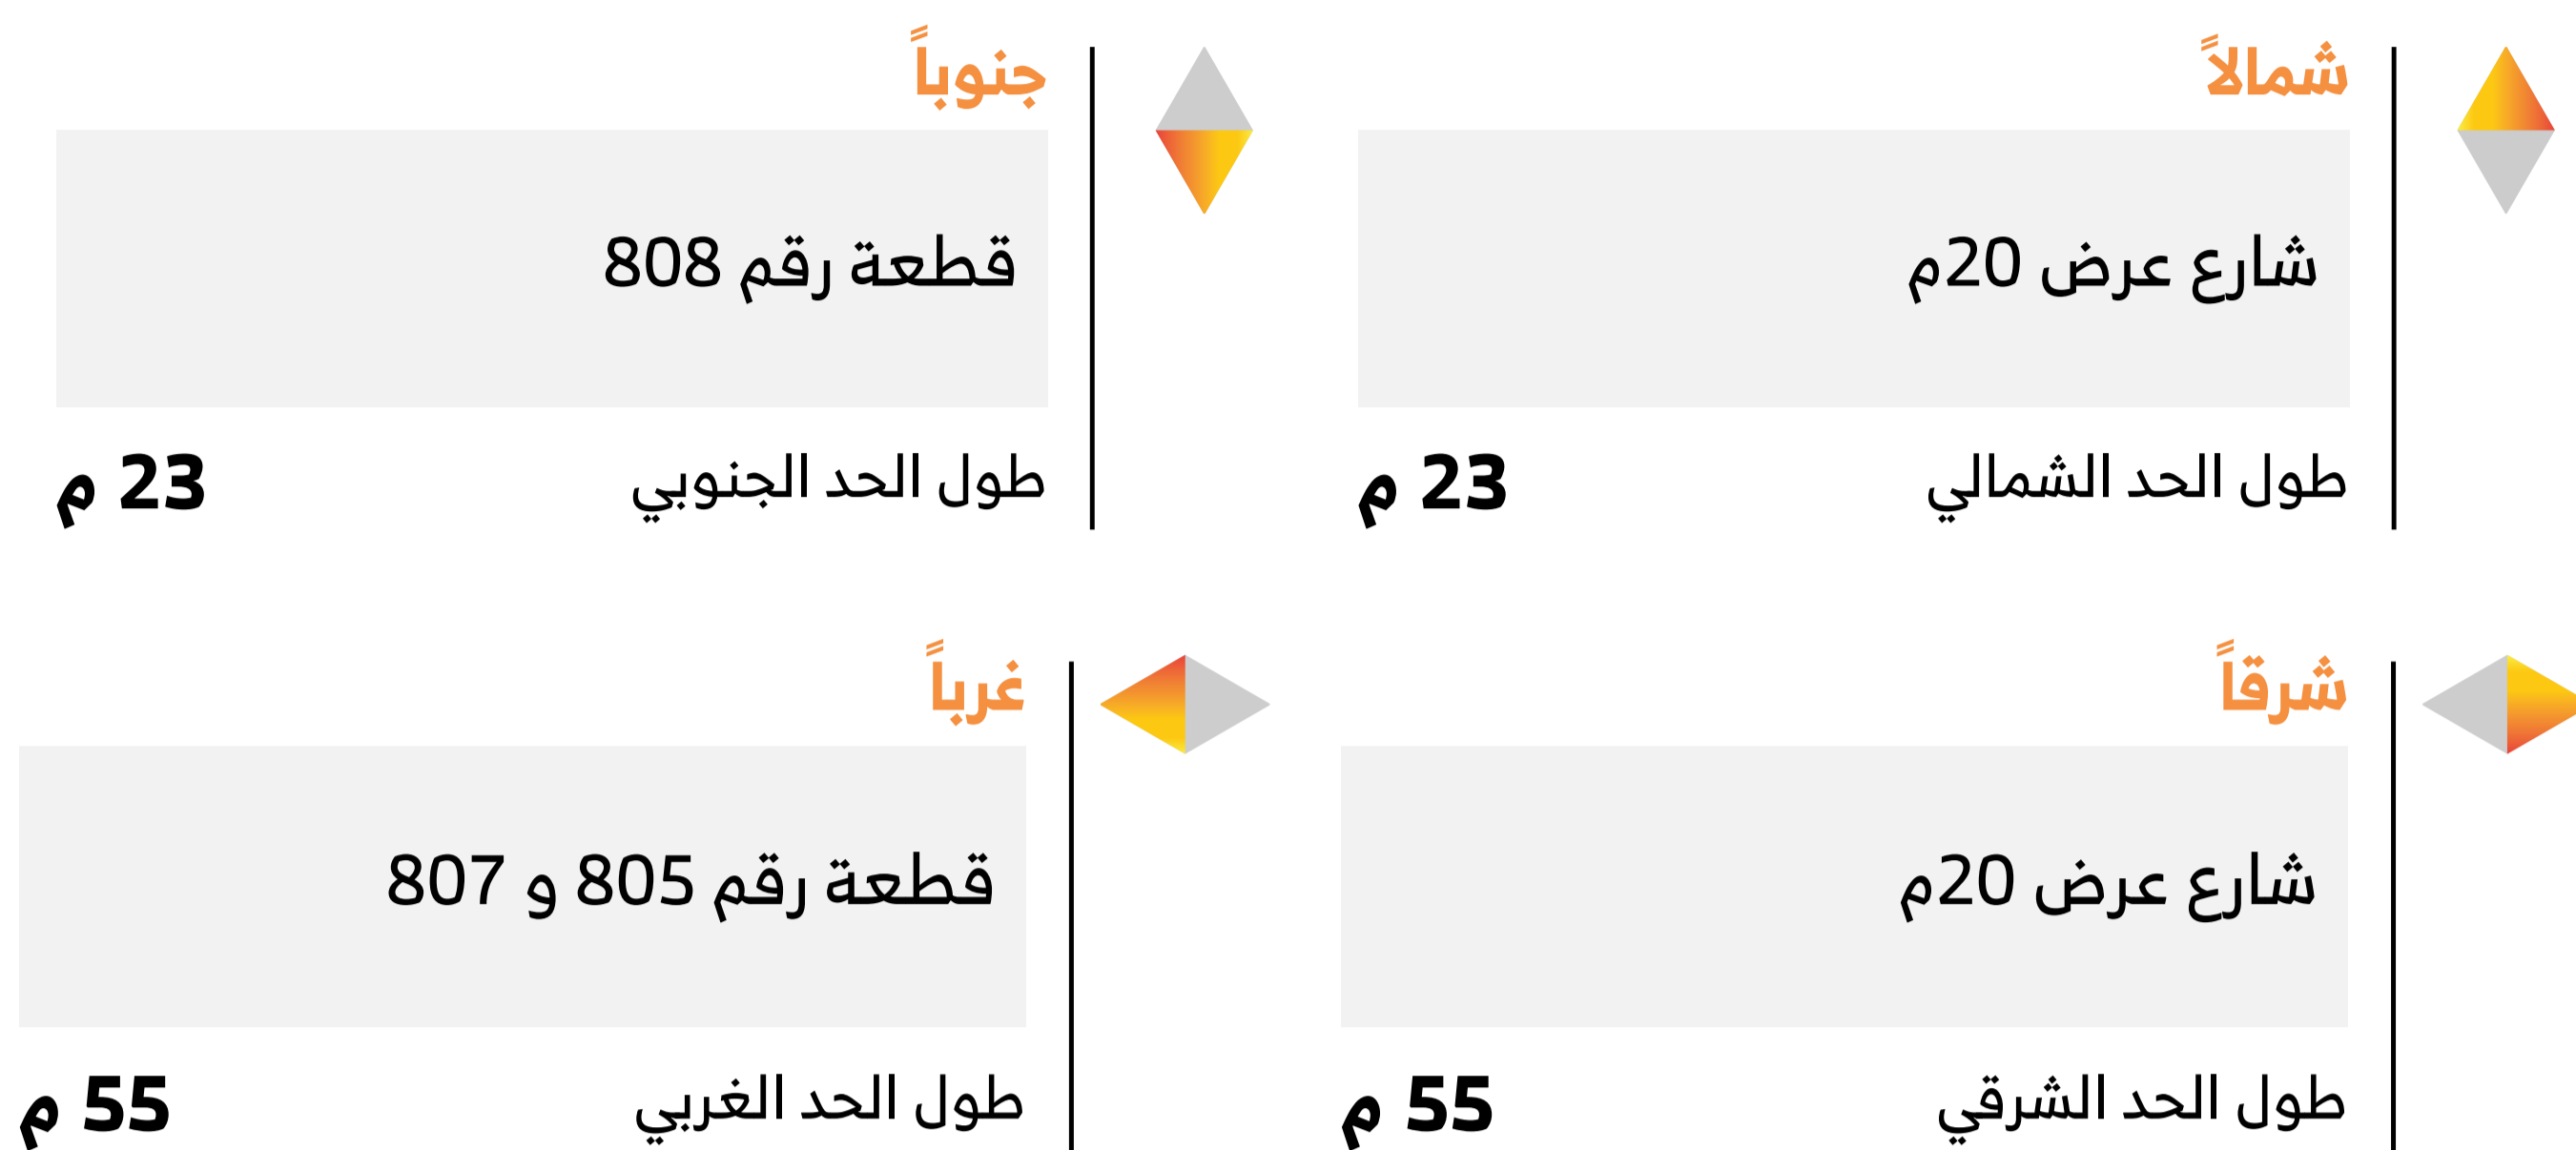 شمالاً
شارع عرض 20م
طول الحد الشمالي 23 م
جنوباً
قطعة رقم 808
طول الحد الجنوبي 23 م
شرقاً
شارع عرض 20م
طول الحد الشرقي 55 م
غرباً
قطعة رقم 805 و 807
طول الحد الغربي 55 م